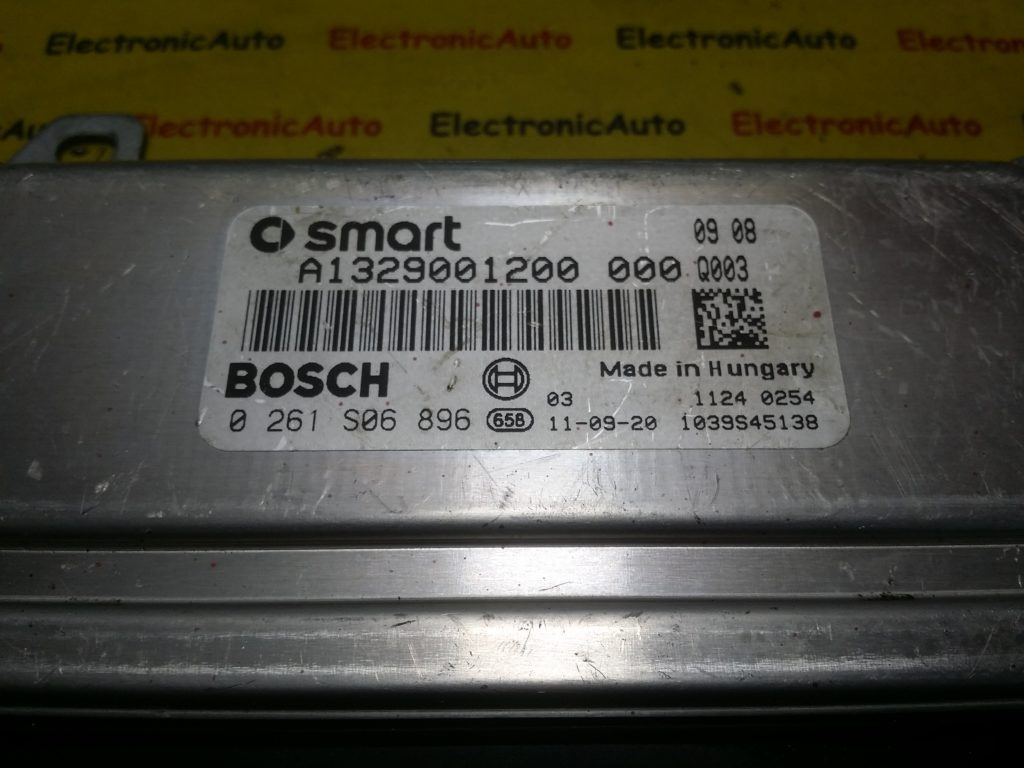 ElectronicAuto ElectronicAuto ElectronicAuto
ElectronicAuto ElectronicAuto ElectronicAuto
smart 09 08
A1329001200 000 Q003
BOSCH Made in Hungary
03 1124 0254
0 261 S06 896 658 11-09-20 1039S45138